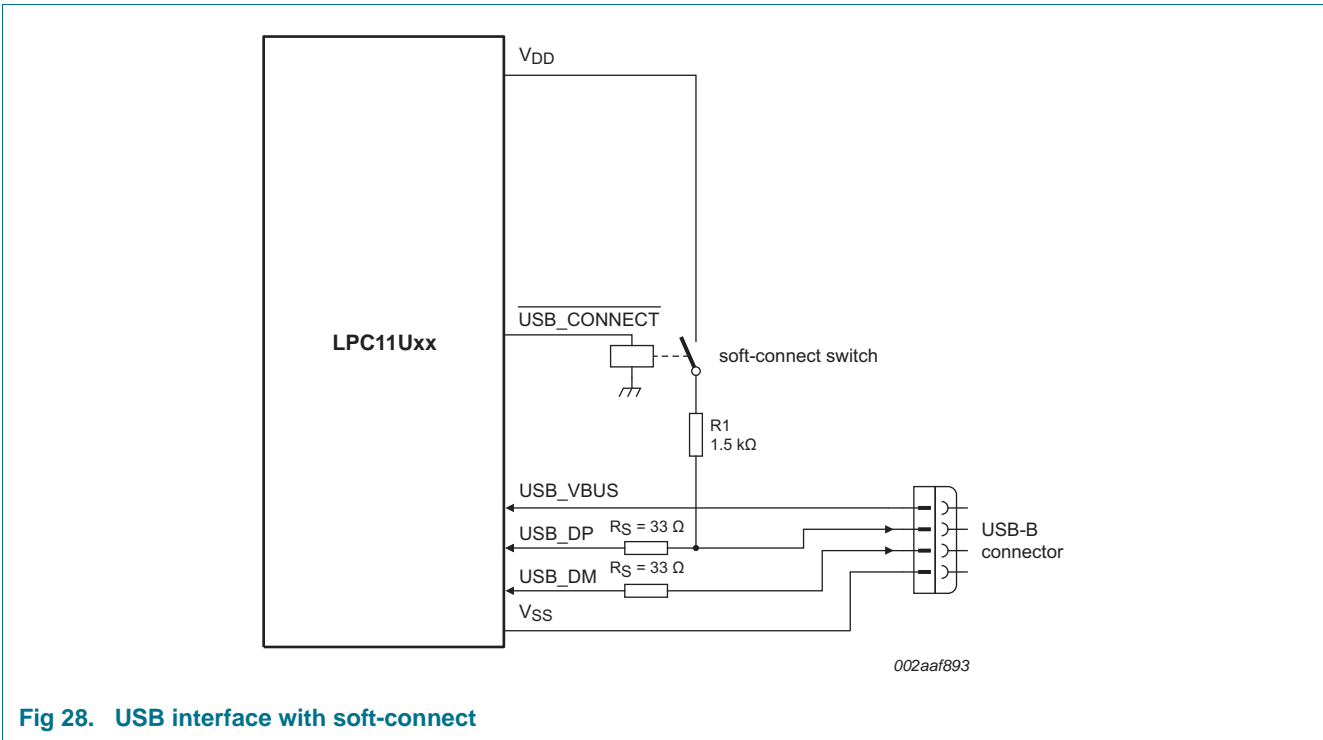 VDD
USB_CONNECT
LPC11Uxx
soft-connect switch
R1
1.5 kΩ
USB_VBUS
USB_DP
RS = 33 Ω
USB-B
connector
USB_DM
RS = 33 Ω
VSS
002aaf893
Fig 28. USB interface with soft-connect